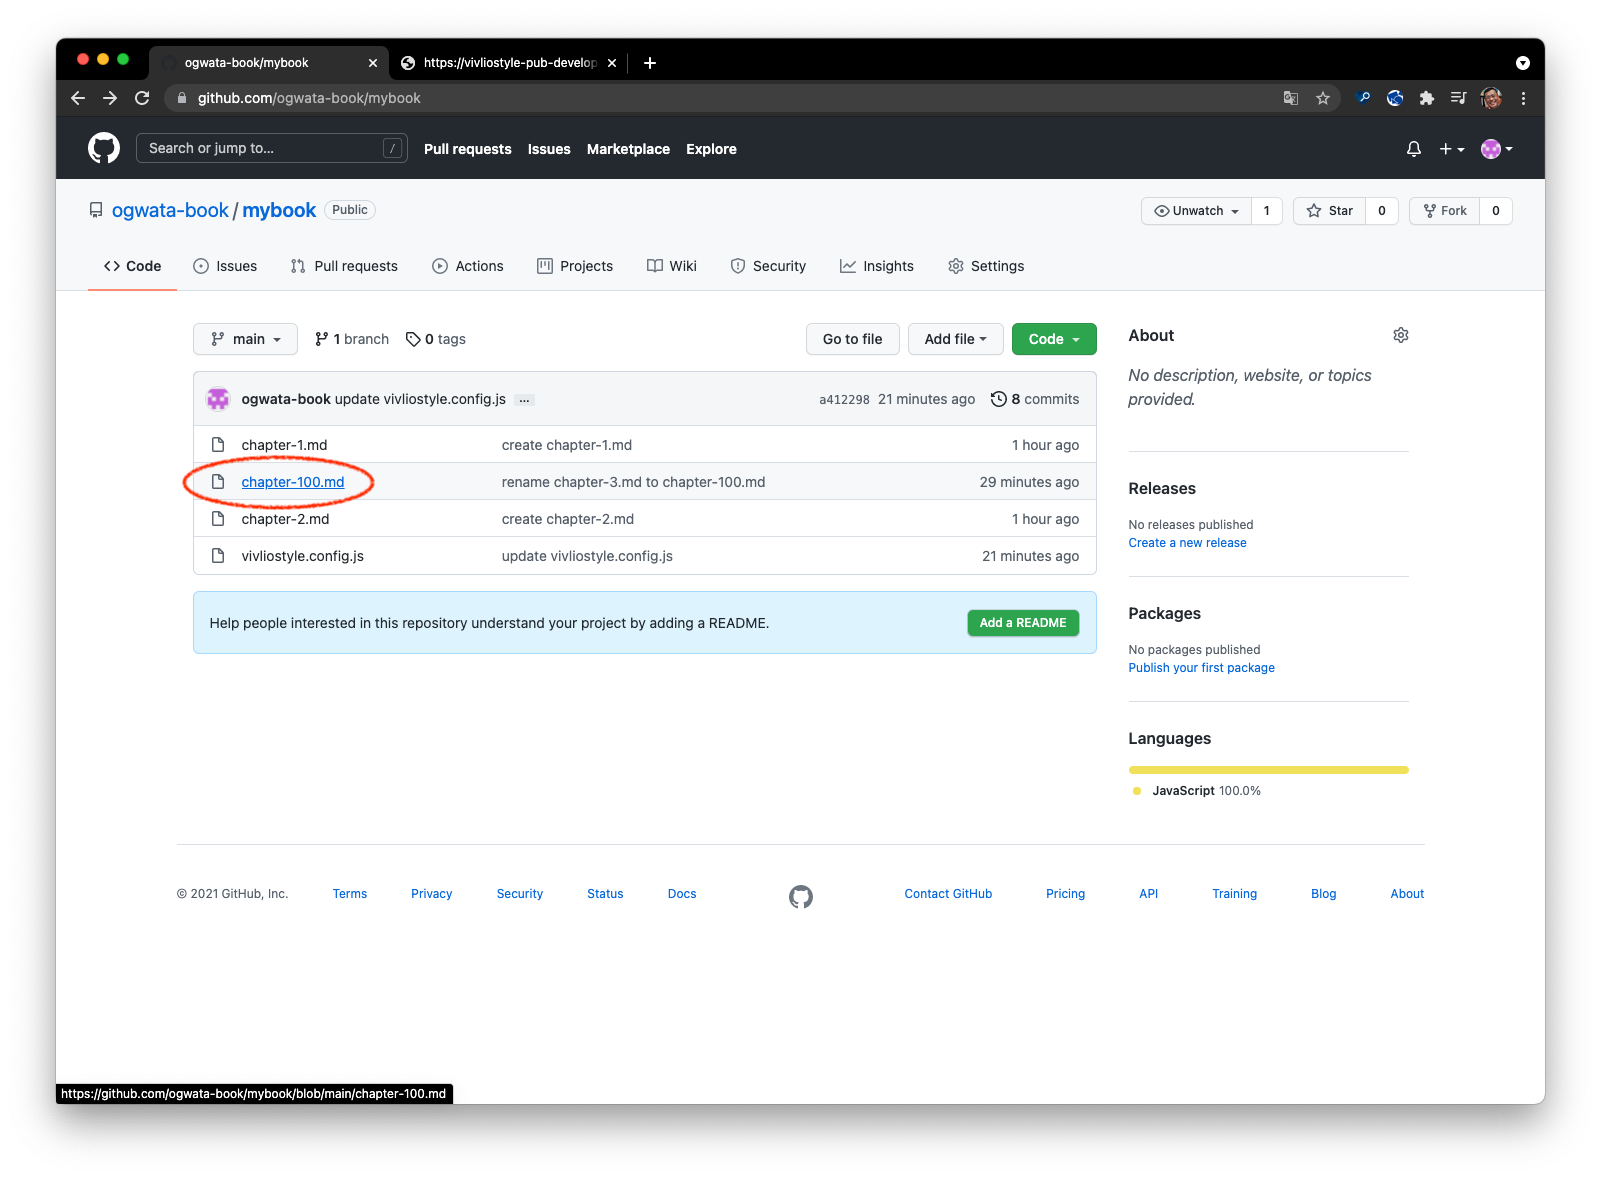 ogwata-book/mybook
https://vivliostyle-pub-develop
github.com/ogwata-book/mybook
Search or jump to... /
Pull requests Issues Marketplace Explore
ogwata-book / mybook Public
Unwatch 1 Star 0 Fork 0
Code Issues Pull requests Actions Projects Wiki Security Insights Settings
main 1 branch 0 tags Go to file Add file Code
ogwata-book update vivliostyle.config.js ... a412298 21 minutes ago 8 commits
chapter-1.md create chapter-1.md 1 hour ago
chapter-100.md rename chapter-3.md to chapter-100.md 29 minutes ago
chapter-2.md create chapter-2.md 1 hour ago
vivliostyle.config.js update vivliostyle.config.js 21 minutes ago
Help people interested in this repository understand your project by adding a README. Add a README
About
No description, website, or topics
provided.
Releases
No releases published
Create a new release
Packages
No packages published
Publish your first package
Languages
JavaScript 100.0%
© 2021 GitHub, Inc. Terms Privacy Security Status Docs Contact GitHub Pricing API Training Blog About
https://github.com/ogwata-book/mybook/blob/main/chapter-100.md